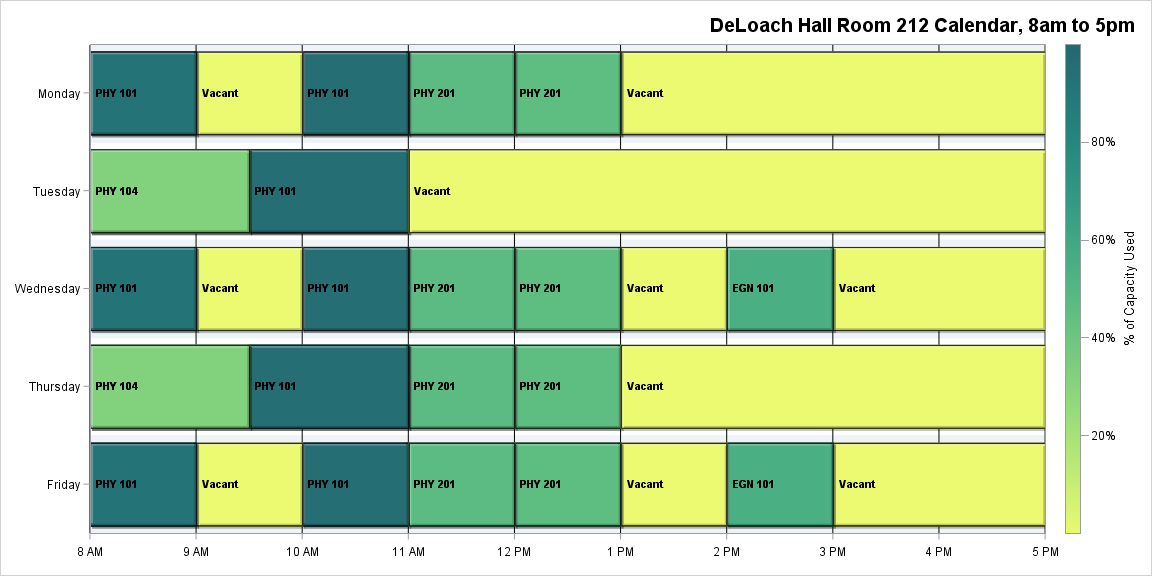 DeLoach Hall Room 212 Calendar, 8am to 5pm
Monday PHY 101 Vacant PHY 101 PHY 201 PHY 201 Vacant
Tuesday PHY 104 PHY 101 Vacant
Wednesday PHY 101 Vacant PHY 101 PHY 201 PHY 201 Vacant EGN 101 Vacant
Thursday PHY 104 PHY 101 PHY 201 PHY 201 Vacant
Friday PHY 101 Vacant PHY 101 PHY 201 PHY 201 Vacant EGN 101 Vacant
8 AM 9 AM 10 AM 11 AM 12 PM 1 PM 2 PM 3 PM 4 PM 5 PM
80%
60%
40%
20%
% of Capacity Used